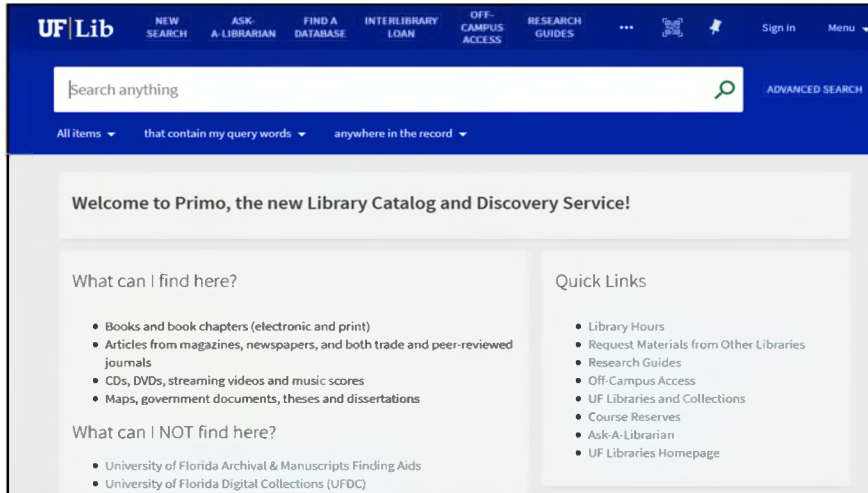 UF|Lib
NEW SEARCH
ASK-A-LIBRARIAN
FIND A DATABASE
INTERLIBRARY LOAN
OFF-CAMPUS ACCESS
RESEARCH GUIDES
...
Sign in
Menu
Search anything
ADVANCED SEARCH
All items
that contain my query words
anywhere in the record
Welcome to Primo, the new Library Catalog and Discovery Service!
What can I find here?
Books and book chapters (electronic and print)
Articles from magazines, newspapers, and both trade and peer-reviewed
journals
CDs, DVDs, streaming videos and music scores
Maps, government documents, theses and dissertations
What can I NOT find here?
University of Florida Archival & Manuscripts Finding Aids
University of Florida Digital Collections (UFDC)
Quick Links
Library Hours
Request Materials from Other Libraries
Research Guides
Off-Campus Access
UF Libraries and Collections
Course Reserves
Ask-A-Librarian
UF Libraries Homepage